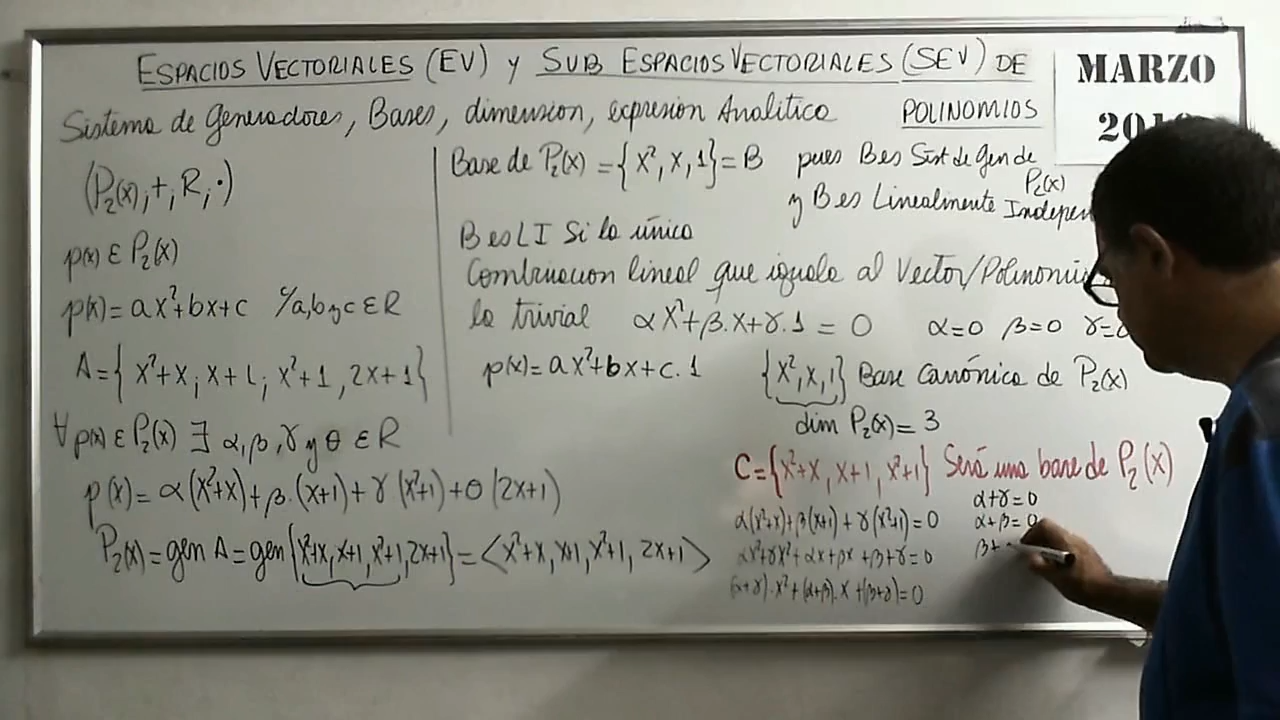 ESPACIOS VECTORIALES (EV) y SUB ESPACIOS VECTORIALES (SEV) DE
POLINOMIOS
Sistema de Generadores, Bases, dimension, expresion Analitica
MARZO
(P₂(x),+,R,·)
p(x) ∈ P₂(x)
p(x)= ax²+bx+c c/a,b y c ∈ R
A={ x²+x; x+1; x²+1, 2x+1}
∀ p(x) ∈ P₂(x) ∃ α,β,γ y θ ∈ R
p(x)= α(x²+x)+β.(x+1)+γ(x²+1)+θ(2x+1)
P₂(x)=gen A=gen{x²+x, x+1, x²+1, 2x+1}=<x²+x, x+1, x²+1, 2x+1>
Base de P₂(x) ={x², x, 1}=B pues B es Sist de gen de
P₂(x)
y B es Linealmente
B es LI Si la única
Combinacion lineal que iguala al Vector/
la trivial αx²+β.x+γ.1=0 α=0 β=0
p(x)=ax²+bx+c.1
{x²,x,1} Base Canónica de P₂(x)
dim P₂(x)=3
C={x²+x, x+1, x²+1} Será una base de P₂(x)
α(x²+x)+β(x+1)+γ(x²+1)=0
αx²+γx²+αx+βx+β+γ=0
(α+γ).x²+(α+β).x+(β+γ)=0
α+γ=0
α+β=0
β+